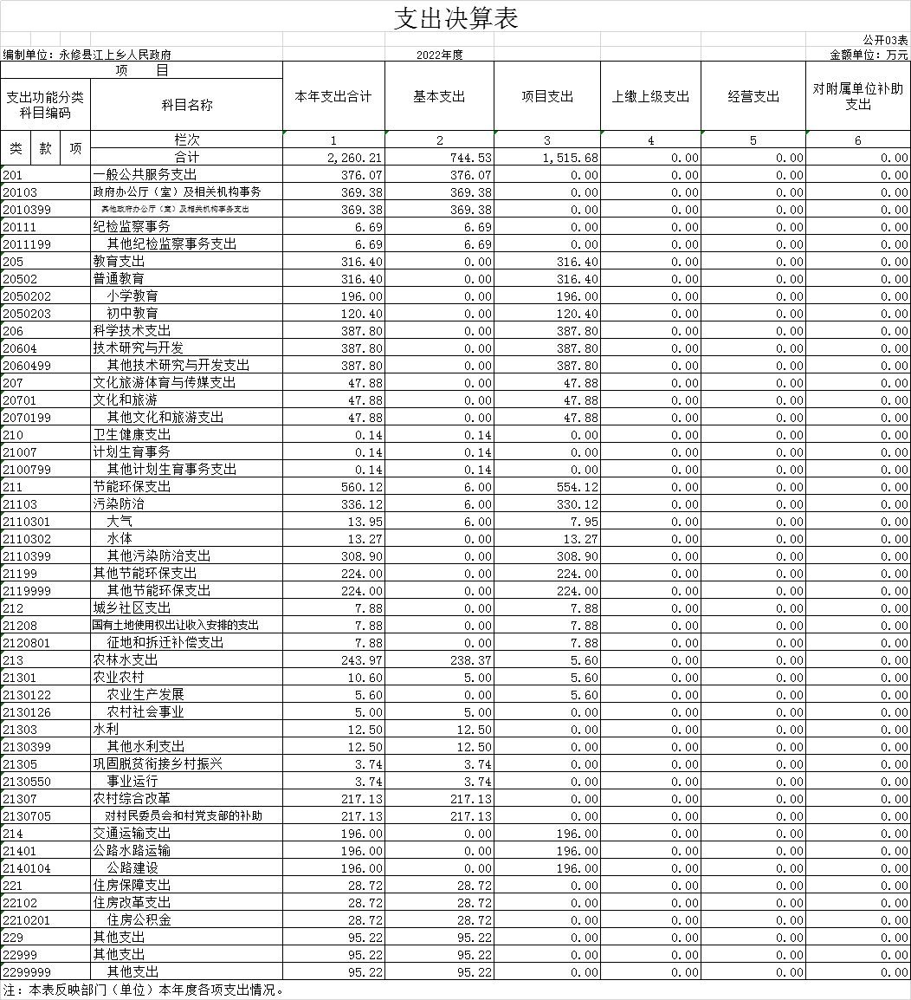 支出决算表
公开03表
编制单位：永修县江上乡人民政府 2022年度 金额单位：万元
项 目 本年支出合计 基本支出 项目支出 上缴上级支出 经营支出 对附属单位补助支出
支出功能分类科目编码 科目名称
类 款 项 栏次 1 2 3 4 5 6
合计 2,260.21 744.53 1,515.68 0.00 0.00 0.00
201 一般公共服务支出 376.07 376.07 0.00 0.00 0.00 0.00
20103 政府办公厅（室）及相关机构事务 369.38 369.38 0.00 0.00 0.00 0.00
2010399 其他政府办公厅（室）及相关机构事务支出 369.38 369.38 0.00 0.00 0.00 0.00
20111 纪检监察事务 6.69 6.69 0.00 0.00 0.00 0.00
2011199 其他纪检监察事务支出 6.69 6.69 0.00 0.00 0.00 0.00
205 教育支出 316.40 0.00 316.40 0.00 0.00 0.00
20502 普通教育 316.40 0.00 316.40 0.00 0.00 0.00
2050202 小学教育 196.00 0.00 196.00 0.00 0.00 0.00
2050203 初中教育 120.40 0.00 120.40 0.00 0.00 0.00
206 科学技术支出 387.80 0.00 387.80 0.00 0.00 0.00
20604 技术研究与开发 387.80 0.00 387.80 0.00 0.00 0.00
2060499 其他技术研究与开发支出 387.80 0.00 387.80 0.00 0.00 0.00
207 文化旅游体育与传媒支出 47.88 0.00 47.88 0.00 0.00 0.00
20701 文化和旅游 47.88 0.00 47.88 0.00 0.00 0.00
2070199 其他文化和旅游支出 47.88 0.00 47.88 0.00 0.00 0.00
210 卫生健康支出 0.14 0.14 0.00 0.00 0.00 0.00
21007 计划生育事务 0.14 0.14 0.00 0.00 0.00 0.00
2100799 其他计划生育事务支出 0.14 0.14 0.00 0.00 0.00 0.00
211 节能环保支出 560.12 6.00 554.12 0.00 0.00 0.00
21103 污染防治 336.12 6.00 330.12 0.00 0.00 0.00
2110301 大气 13.95 6.00 7.95 0.00 0.00 0.00
2110302 水体 13.27 0.00 13.27 0.00 0.00 0.00
2110399 其他污染防治支出 308.90 0.00 308.90 0.00 0.00 0.00
21199 其他节能环保支出 224.00 0.00 224.00 0.00 0.00 0.00
2119999 其他节能环保支出 224.00 0.00 224.00 0.00 0.00 0.00
212 城乡社区支出 7.88 0.00 7.88 0.00 0.00 0.00
21208 国有土地使用权出让收入安排的支出 7.88 0.00 7.88 0.00 0.00 0.00
2120801 征地和拆迁补偿支出 7.88 0.00 7.88 0.00 0.00 0.00
213 农林水支出 243.97 238.37 5.60 0.00 0.00 0.00
21301 农业农村 10.60 5.00 5.60 0.00 0.00 0.00
2130122 农业生产发展 5.60 0.00 5.60 0.00 0.00 0.00
2130126 农村社会事业 5.00 5.00 0.00 0.00 0.00 0.00
21303 水利 12.50 12.50 0.00 0.00 0.00 0.00
2130399 其他水利支出 12.50 12.50 0.00 0.00 0.00 0.00
21305 巩固脱贫衔接乡村振兴 3.74 3.74 0.00 0.00 0.00 0.00
2130550 事业运行 3.74 3.74 0.00 0.00 0.00 0.00
21307 农村综合改革 217.13 217.13 0.00 0.00 0.00 0.00
2130705 对村民委员会和村党支部的补助 217.13 217.13 0.00 0.00 0.00 0.00
214 交通运输支出 196.00 0.00 196.00 0.00 0.00 0.00
21401 公路水路运输 196.00 0.00 196.00 0.00 0.00 0.00
2140104 公路建设 196.00 0.00 196.00 0.00 0.00 0.00
221 住房保障支出 28.72 28.72 0.00 0.00 0.00 0.00
22102 住房改革支出 28.72 28.72 0.00 0.00 0.00 0.00
2210201 住房公积金 28.72 28.72 0.00 0.00 0.00 0.00
229 其他支出 95.22 95.22 0.00 0.00 0.00 0.00
22999 其他支出 95.22 95.22 0.00 0.00 0.00 0.00
2299999 其他支出 95.22 95.22 0.00 0.00 0.00 0.00
注：本表反映部门（单位）本年度各项支出情况。